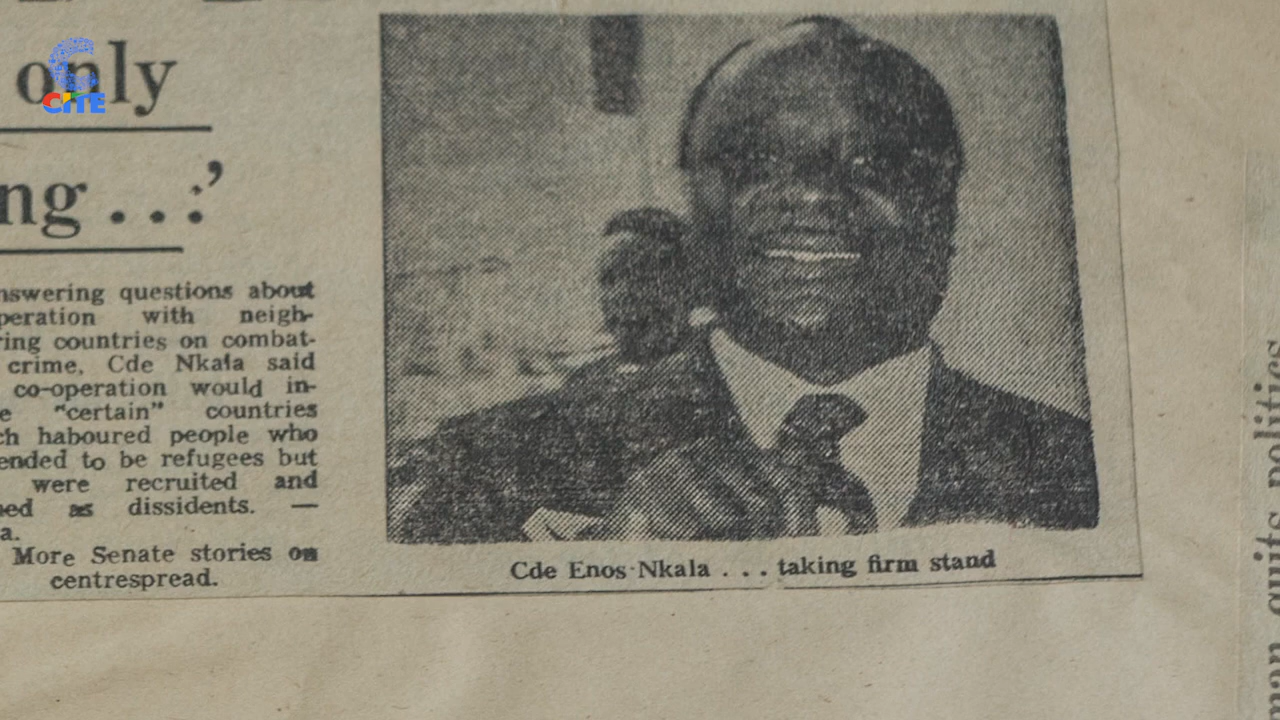 only
CITE
ng . . .’
nswering questions about
peration with neigh-
ring countries on combat-
crime, Cde Nkala said
co-operation would in-
e "certain" countries
ch haboured people who
ended to be refugees but
were recruited and
ned as dissidents. —
a.
More Senate stories on
centrespread.
Cde Enos Nkala . . . taking firm stand
politics